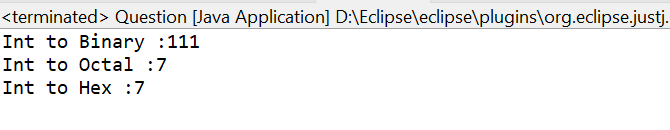 <terminated> Question [Java Application] D:\Eclipse\eclipse\plugins\org.eclipse.justj.
Int to Binary :111
Int to Octal :7
Int to Hex :7